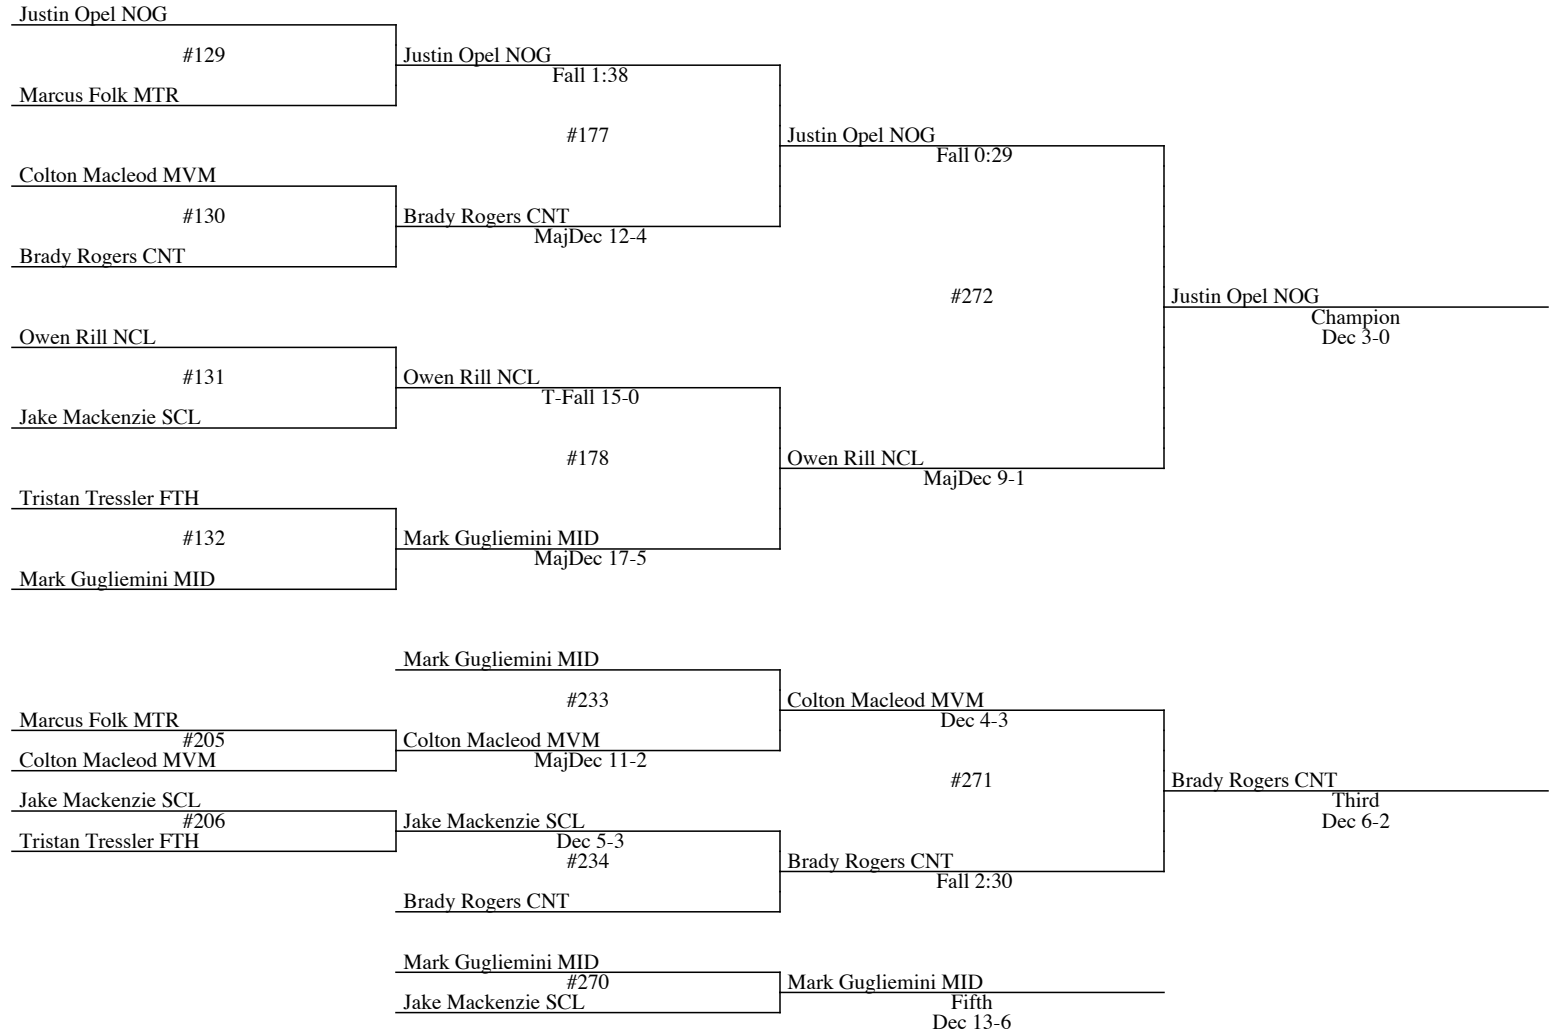 Justin Opel NOG
#129
Justin Opel NOG
Fall 1:38
Marcus Folk MTR
#177
Justin Opel NOG
Fall 0:29
Colton Macleod MVM
#130
Brady Rogers CNT
MajDec 12-4
Brady Rogers CNT
#272
Justin Opel NOG
Champion
Dec 3-0
Owen Rill NCL
#131
Owen Rill NCL
T-Fall 15-0
Jake Mackenzie SCL
#178
Owen Rill NCL
MajDec 9-1
Tristan Tressler FTH
#132
Mark Gugliemini MID
MajDec 17-5
Mark Gugliemini MID
Mark Gugliemini MID
#233
Colton Macleod MVM
Dec 4-3
Marcus Folk MTR
#205
Colton Macleod MVM
MajDec 11-2
Colton Macleod MVM
#271
Brady Rogers CNT
Third
Dec 6-2
Jake Mackenzie SCL
#206
Jake Mackenzie SCL
Dec 5-3
Tristan Tressler FTH
#234
Brady Rogers CNT
Fall 2:30
Brady Rogers CNT
Mark Gugliemini MID
#270
Mark Gugliemini MID
Fifth
Dec 13-6
Jake Mackenzie SCL